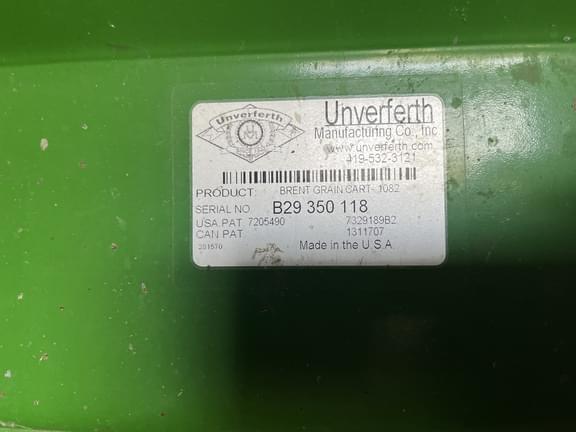 Unverferth
Unverferth
Manufacturing Co., Inc
www.unverferth.com
419-532-3121
PRODUCT: BRENT GRAIN CART- 1082
SERIAL NO. B29 350 118
USA PAT. 7205490 7329189B2
CAN PAT. 1311707
281570 Made in the U.S.A.